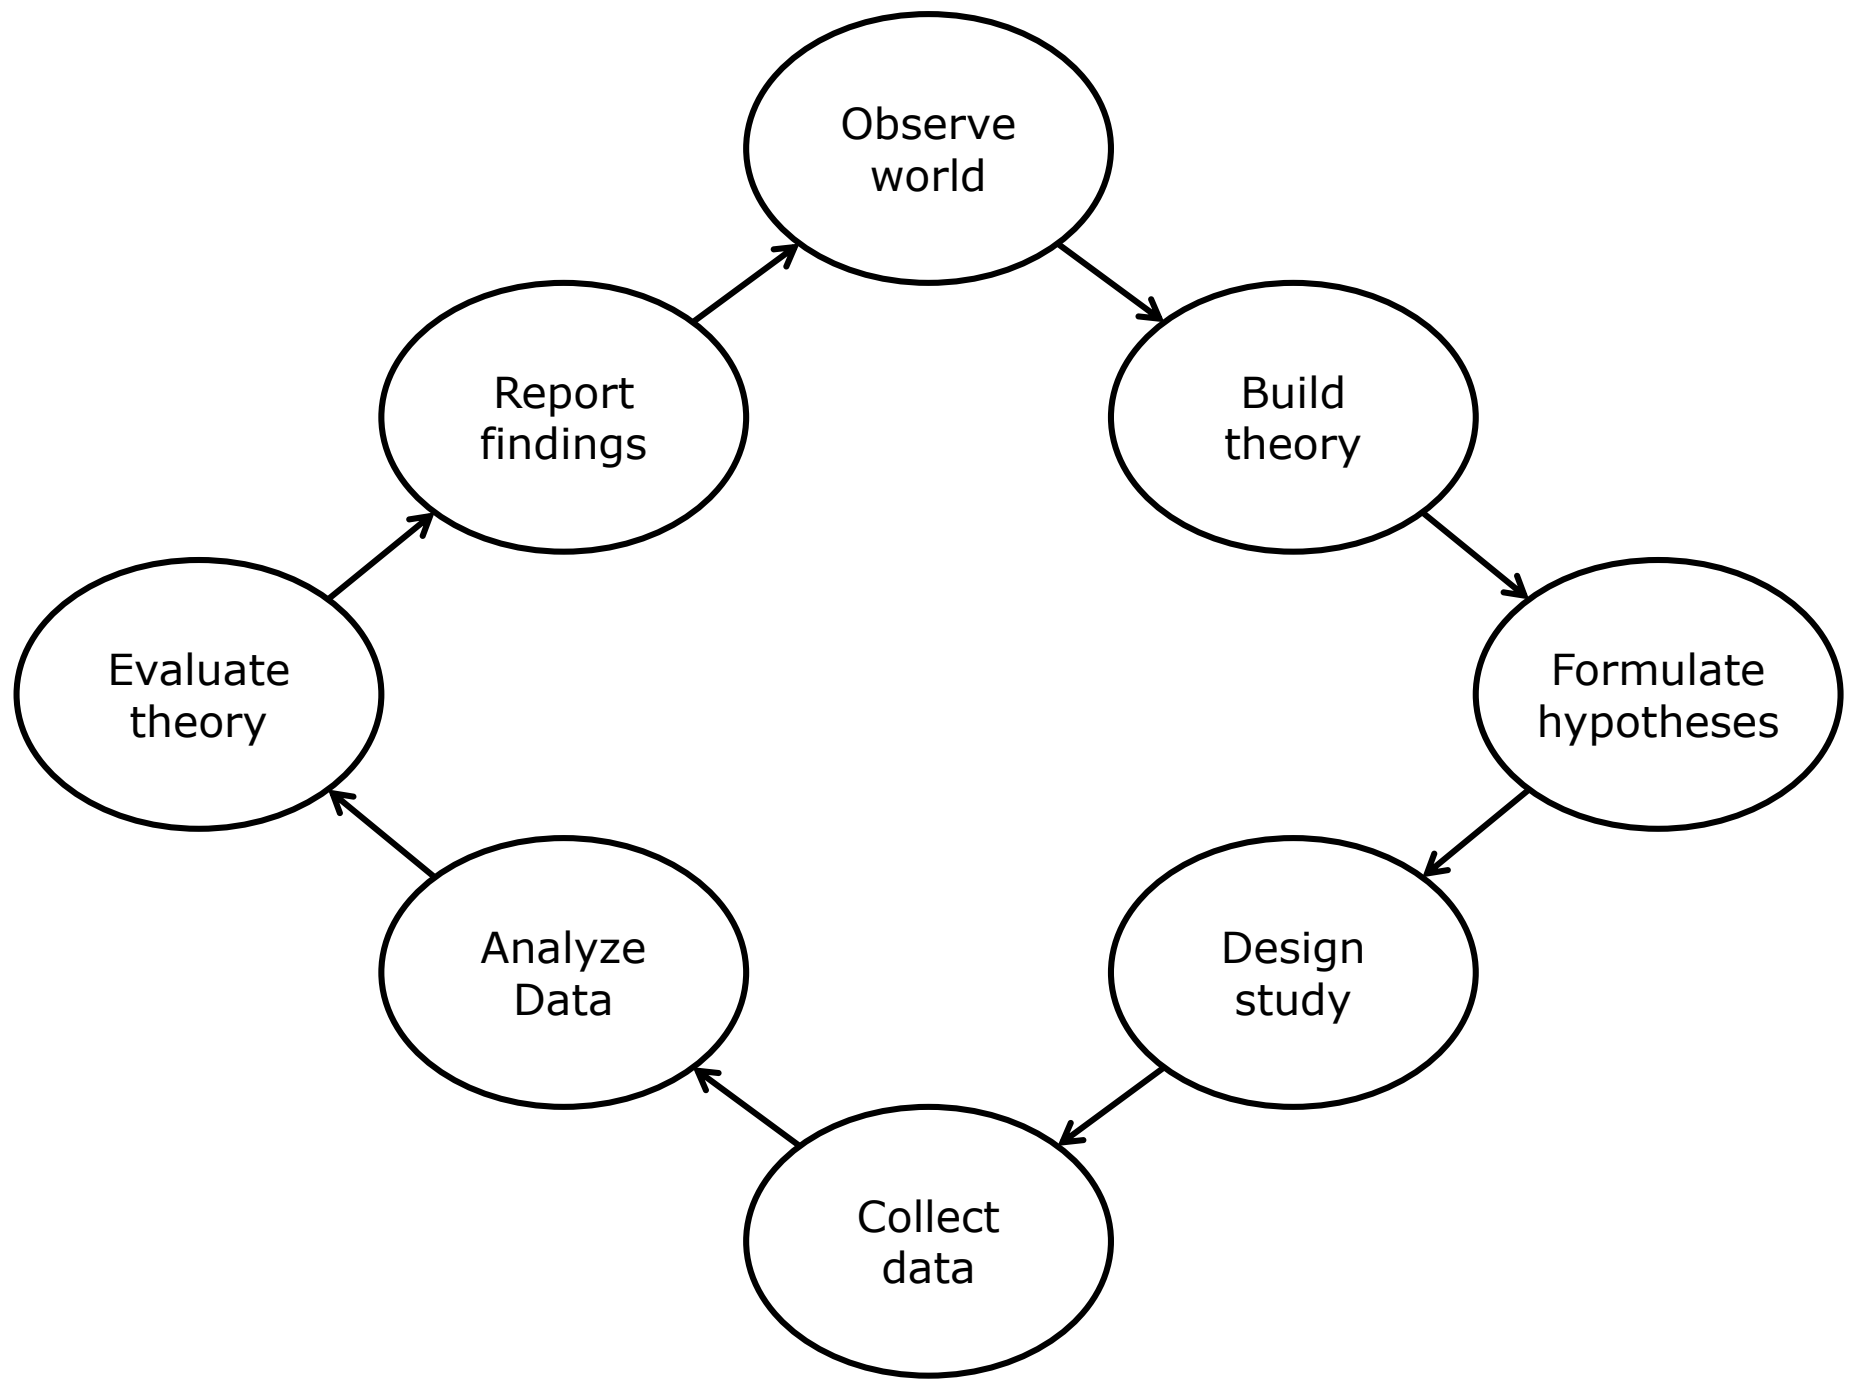 Observe
world
Build
theory
Formulate
hypotheses
Design
study
Collect
data
Analyze
Data
Evaluate
theory
Report
findings